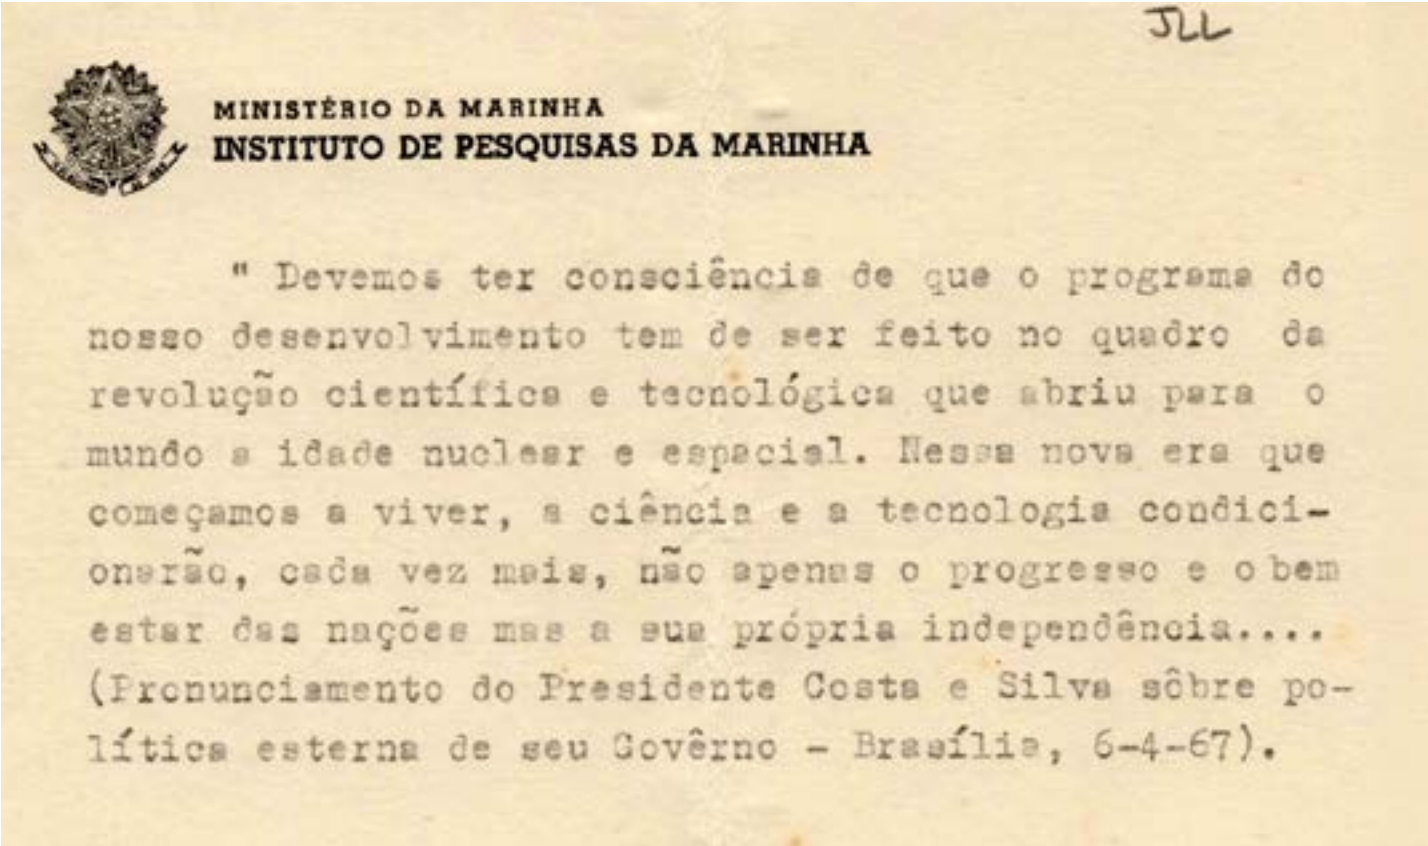 JLL
MINISTÉRIO DA MARINHA
INSTITUTO DE PESQUISAS DA MARINHA
" Devemos ter consciência de que o programa do
nosso desenvolvimento tem de ser feito no quadro da
revolução científica e tecnológica que abriu para o
mundo a idade nuclear e espacial. Nessa nova era que
começamos a viver, a ciência e a tecnologia condici-
onarão, cada vez mais, não apenas o progresso e o bem
estar das nações mas a sua própria independência....
(Pronunciamento do Presidente Costa e Silva sôbre po-
lítica esterna de seu Govêrno - Brasília, 6-4-67).